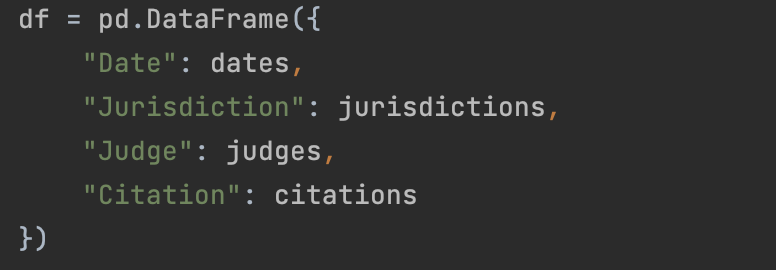 df = pd.DataFrame({
    "Date": dates,
    "Jurisdiction": jurisdictions,
    "Judge": judges,
    "Citation": citations
})